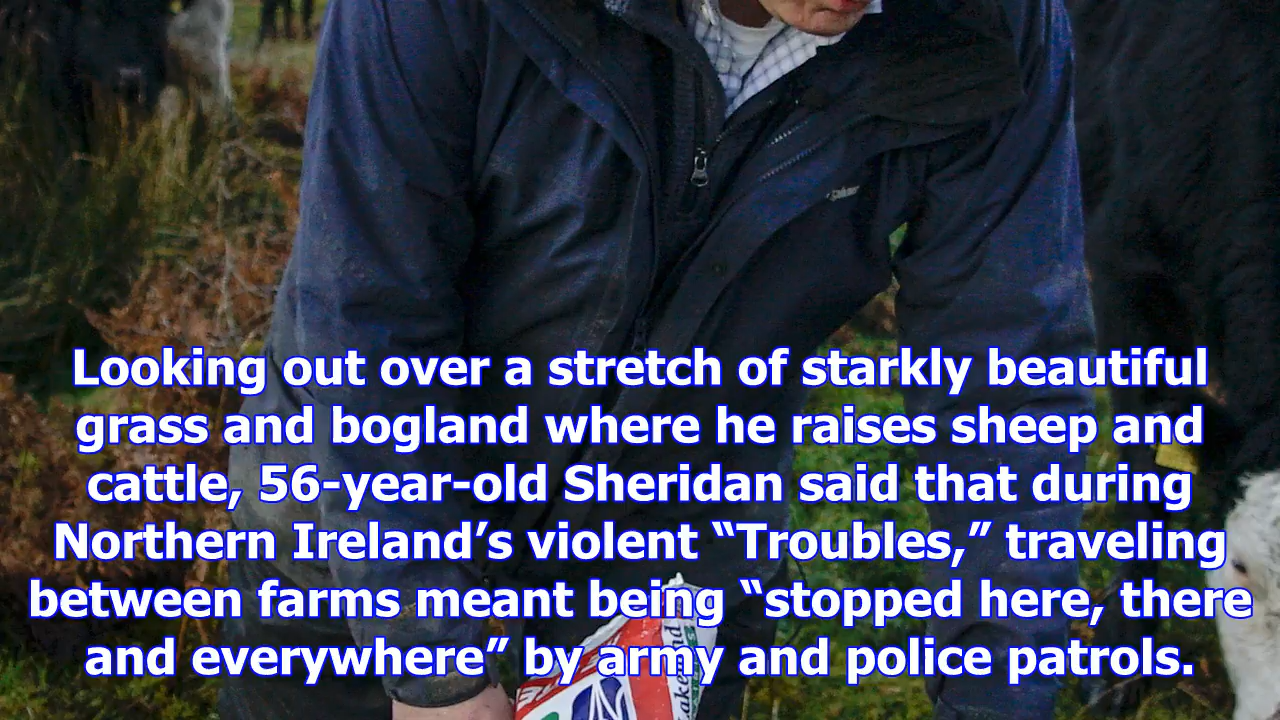 Looking out over a stretch of starkly beautiful
grass and bogland where he raises sheep and
cattle, 56-year-old Sheridan said that during
Northern Ireland’s violent “Troubles,” traveling
between farms meant being “stopped here, there
and everywhere” by army and police patrols.